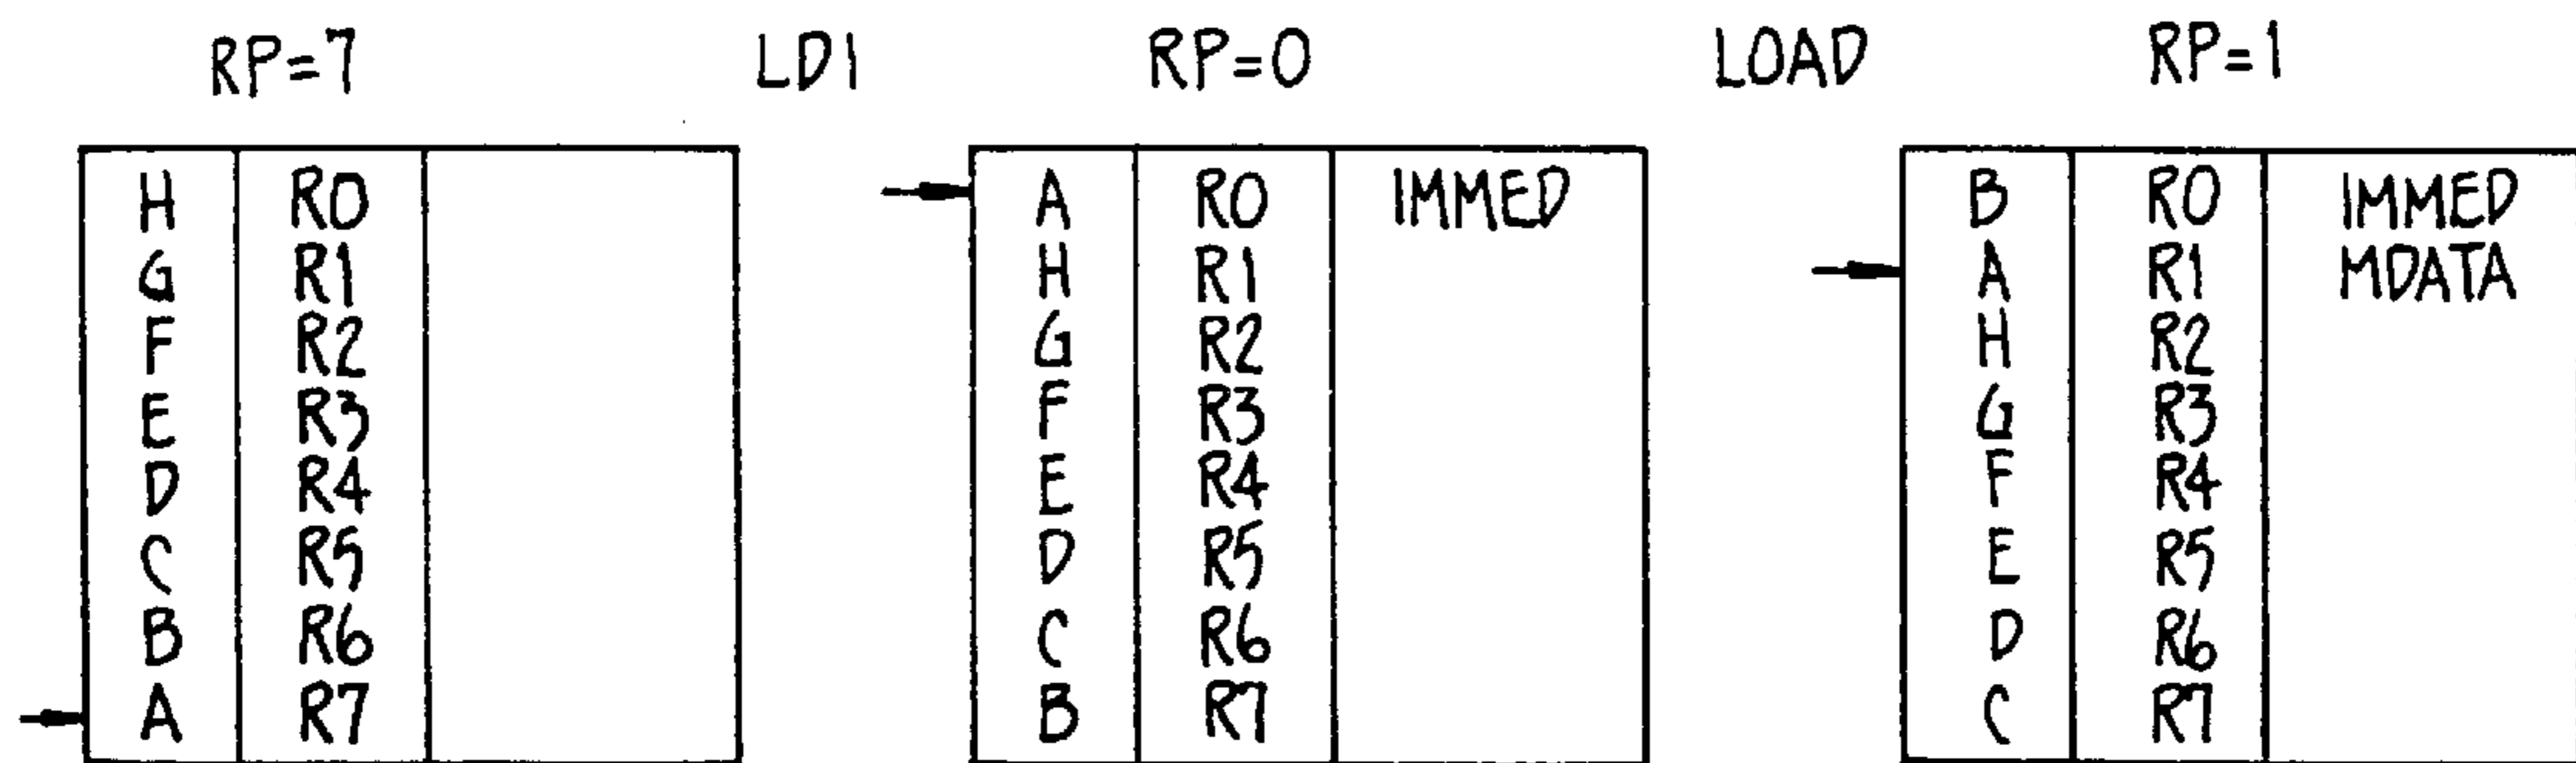 RP=7 LDI RP=0 LOAD RP=1
H R0 A R0 IMMED B R0 IMMED
G R1 H R1 A R1 MDATA
F R2 G R2 H R2
E R3 F R3 G R3
D R4 E R4 F R4
C R5 D R5 E R5
B R6 C R6 D R6
A R7 B R7 C R7